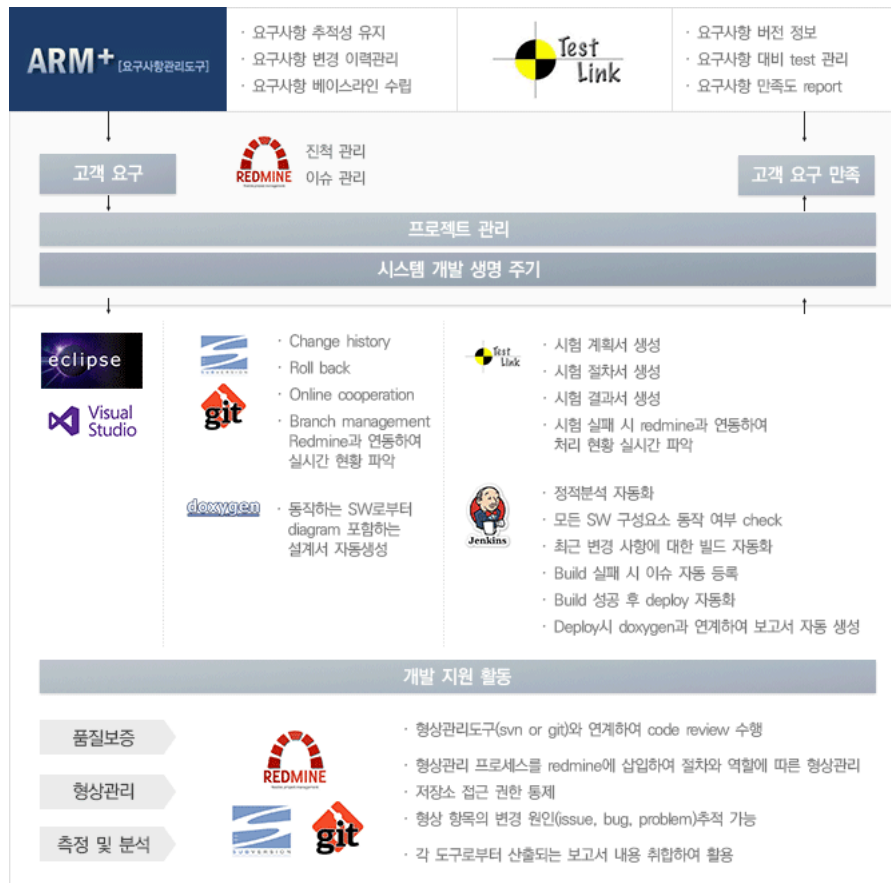 ARM+ [요구사항관리도구]
· 요구사항 추적성 유지
· 요구사항 변경 이력관리
· 요구사항 베이스라인 수립
Test
Link
· 요구사항 버전 정보
· 요구사항 대비 test 관리
· 요구사항 만족도 report
고객 요구
REDMINE
진척 관리
이슈 관리
고객 요구 만족
프로젝트 관리
시스템 개발 생명 주기
eclipse
Visual
Studio
SUBVERSION
git
· Change history
· Roll back
· Online cooperation
· Branch management
Redmine과 연동하여
실시간 현황 파악
doxygen
· 동작하는 SW로부터
diagram 포함하는
설계서 자동생성
Test
Link
· 시험 계획서 생성
· 시험 절차서 생성
· 시험 결과서 생성
· 시험 실패 시 redmine과 연동하여
처리 현황 실시간 파악
Jenkins
· 정적분석 자동화
· 모든 SW 구성요소 동작 여부 check
· 최근 변경 사항에 대한 빌드 자동화
· Build 실패 시 이슈 자동 등록
· Build 성공 후 deploy 자동화
· Deploy시 doxygen과 연계하여 보고서 자동 생성
개발 지원 활동
품질보증
형상관리
측정 및 분석
REDMINE
SUBVERSION
git
· 형상관리도구(svn or git)와 연계하여 code review 수행
· 형상관리 프로세스를 redmine에 삽입하여 절차와 역할에 따른 형상관리
· 저장소 접근 권한 통제
· 형상 항목의 변경 원인(issue, bug, problem)추적 가능
· 각 도구로부터 산출되는 보고서 내용 취합하여 활용